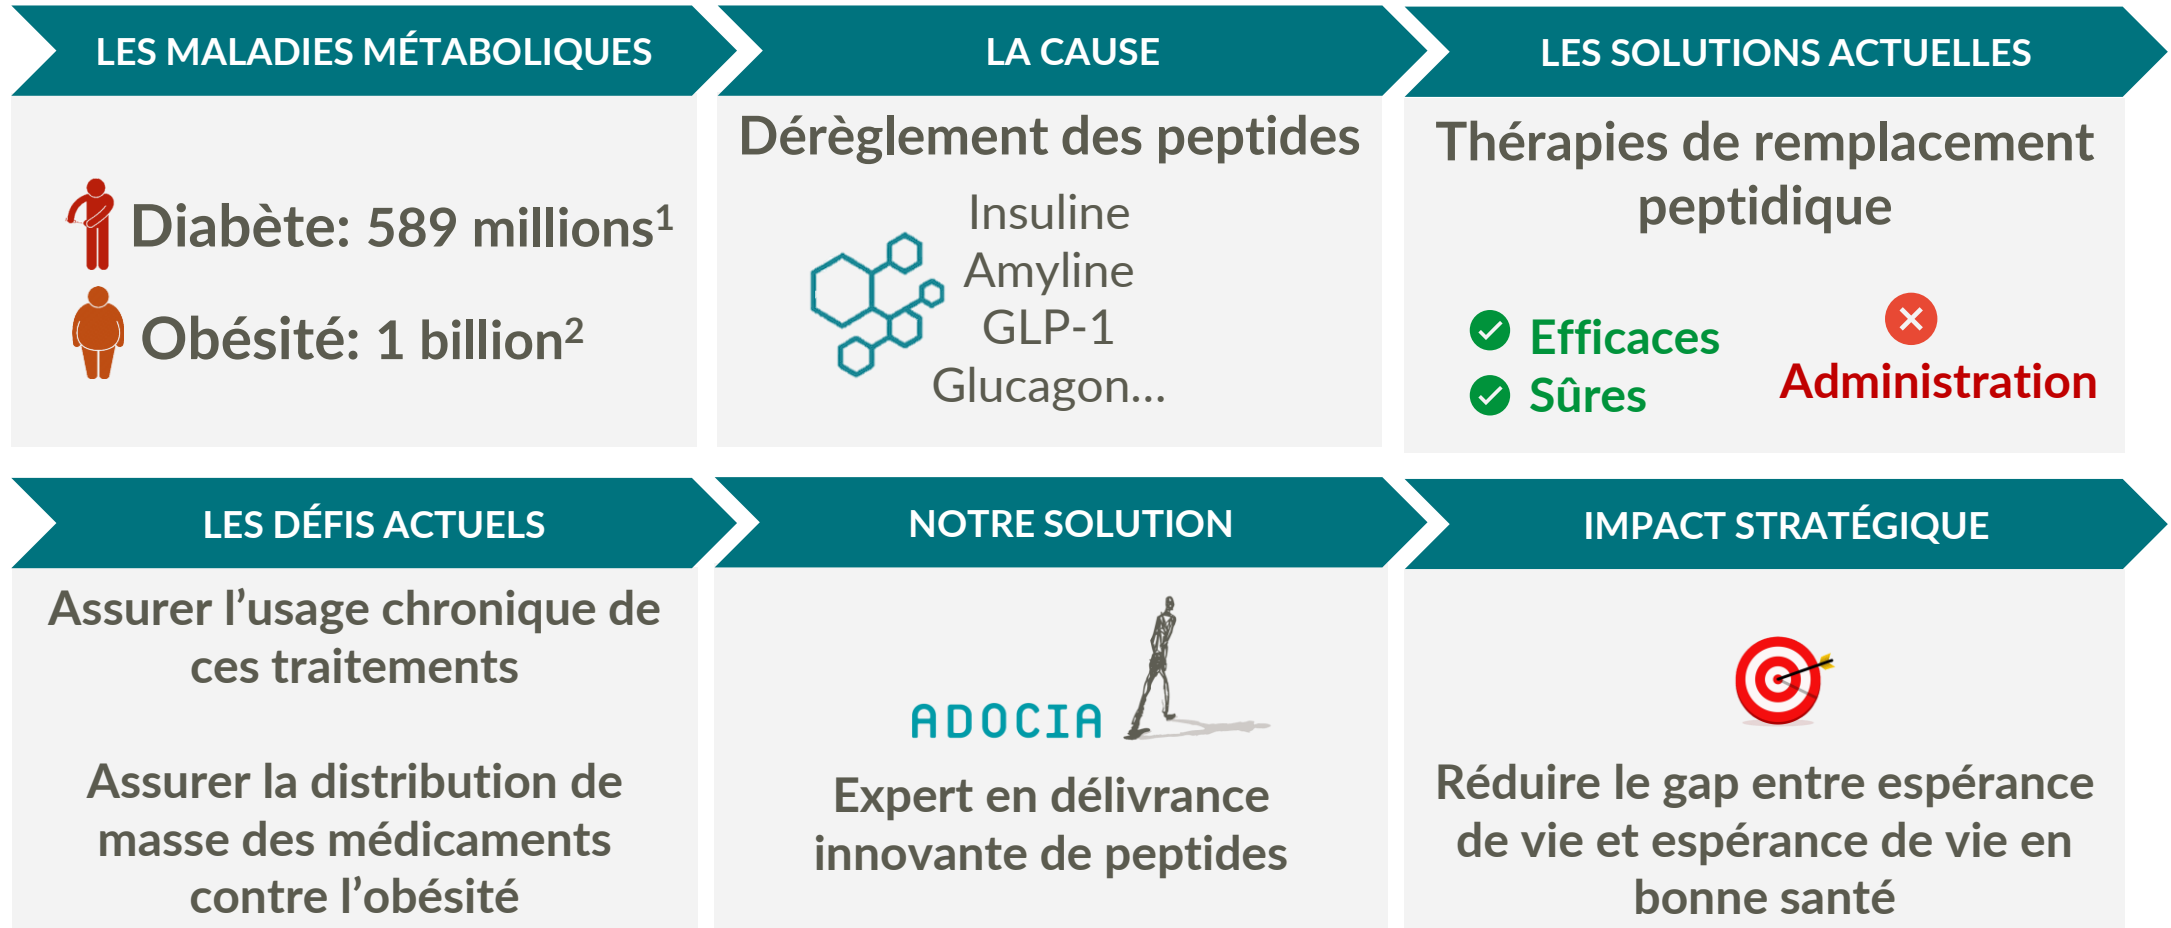 LES MALADIES MÉTABOLIQUES
Diabète: 589 millions¹
Obésité: 1 billion²
LA CAUSE
Dérèglement des peptides
Insuline
Amyline
GLP-1
Glucagon...
LES SOLUTIONS ACTUELLES
Thérapies de remplacement
peptidique
Efficaces
Sûres
Administration
LES DÉFIS ACTUELS
Assurer l’usage chronique de
ces traitements
Assurer la distribution de
masse des médicaments
contre l’obésité
NOTRE SOLUTION
ADOCIA
Expert en délivrance
innovante de peptides
IMPACT STRATÉGIQUE
Réduire le gap entre espérance
de vie et espérance de vie en
bonne santé